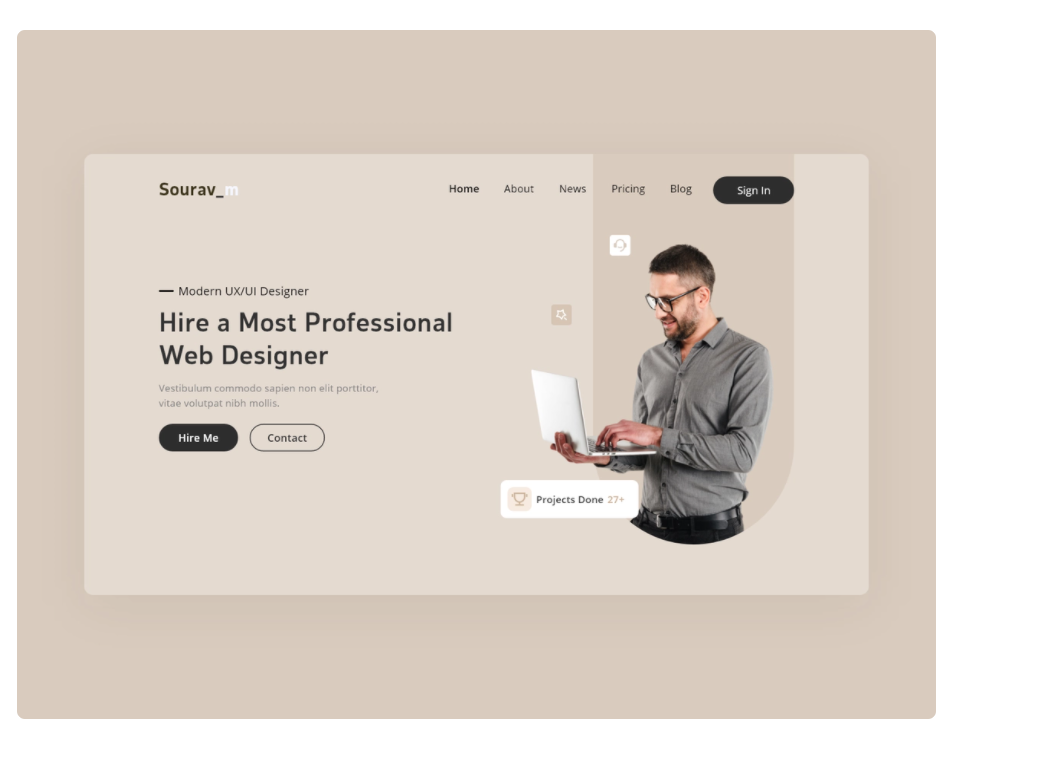 Sourav_m
Home About News Pricing Blog Sign In
Modern UX/UI Designer
Hire a Most Professional
Web Designer
Vestibulum commodo sapien non elit porttitor,
vitae volutpat nibh mollis.
Hire Me Contact
Projects Done 27+